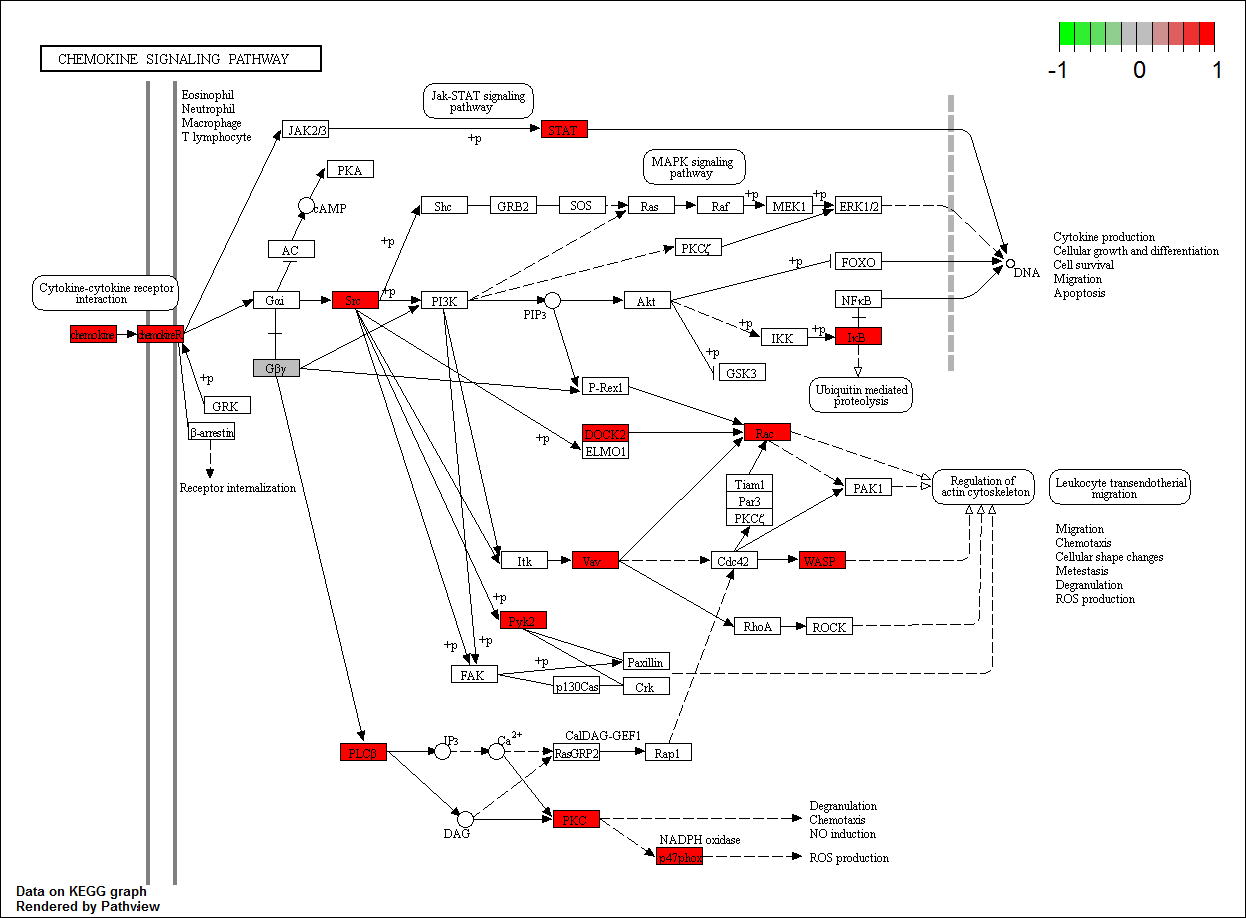 -1 0 1
CHEMOKINE SIGNALING PATHWAY
Eosinophil
Neutrophil
Macrophage
T lymphocyte
Jak-STAT signaling
pathway
JAK2/3
+p
STAT
MAPK signaling
pathway
PKA
cAMP
AC
Shc
GRB2
SOS
Ras
Raf
+p
MEK1
+p
ERK1/2
+p
PKCζ
+p
FOXO
Cytokine production
Cellular growth and differentiation
Cell survival
Migration
Apoptosis
DNA
Cytokine-cytokine receptor
interaction
Gαi
Src
+p
PI3K
PIP3
Akt
NFκB
chemokine
chemokineR
+p
IKK
+p
IκB
Gβγ
+p
GSK3
+p
GRK
P-Rex1
Ubiquitin mediated
proteolysis
β-arrestin
+p
DOCK2
ELMO1
Rac
Receptor internalization
Tiam1
Par3
PKCζ
PAK1
Regulation of
actin cytoskeleton
Leukocyte transendotherial
migration
Itk
Vav
Cdc42
WASP
Migration
Chemotaxis
Cellular shape changes
Metestasis
Degranulation
ROS production
+p
Pyk2
RhoA
ROCK
+p
+p
FAK
+p
Paxillin
p130Cas
Crk
PLCβ
IP3
Ca2+
CalDAG-GEF1
RasGRP2
Rap1
DAG
PKC
Degranulation
Chemotaxis
NO induction
NADPH oxidase
p47phox
ROS production
Data on KEGG graph
Rendered by Pathview